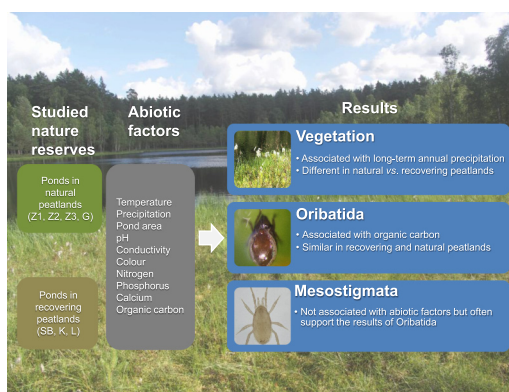 Studied
nature
reserves
Ponds in
natural
peatlands
(Z1, Z2, Z3, G)
Ponds in
recovering
peatlands
(SB, K, L)
Abiotic
factors
Temperature
Precipitation
Pond area
pH
Conductivity
Colour
Nitrogen
Phosphorus
Calcium
Organic carbon
Results
Vegetation
• Associated with long-term annual precipitation
• Different in natural vs. recovering peatlands
Oribatida
• Associated with organic carbon
• Similar in recovering and natural peatlands
Mesostigmata
• Not associated with abiotic factors but often
support the results of Oribatida